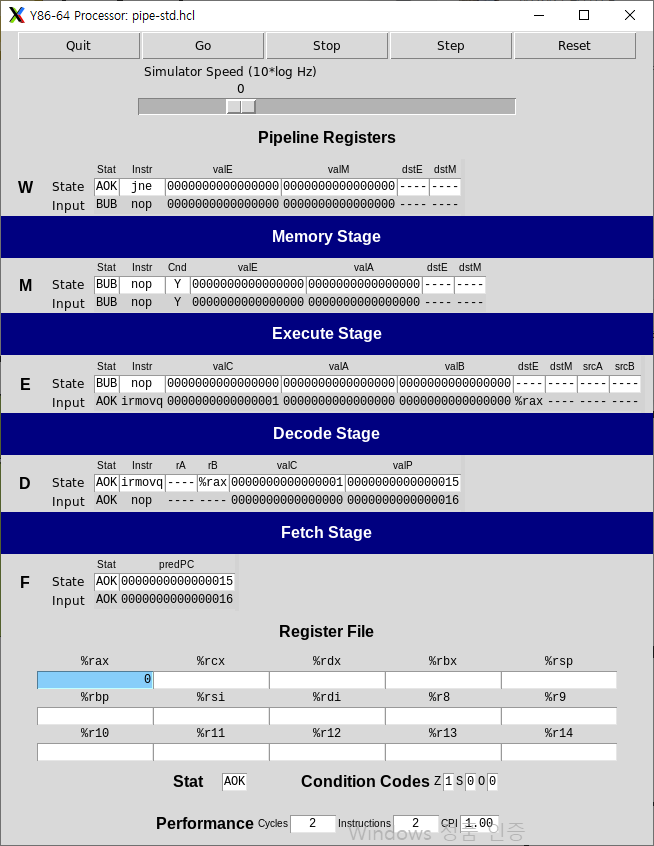 Y86-64 Processor: pipe-std.hcl
Quit Go Stop Step Reset
Simulator Speed (10*log Hz)
0
Pipeline Registers
Stat Instr valE valM dstE dstM
W State AOK jne 0000000000000000 0000000000000000 ---- ----
Input BUB nop 0000000000000000 0000000000000000 ---- ----
Memory Stage
Stat Instr Cnd valE valA dstE dstM
M State BUB nop Y 0000000000000000 0000000000000000 ---- ----
Input BUB nop Y 0000000000000000 0000000000000000 ---- ----
Execute Stage
Stat Instr valC valA valB dstE dstM srcA srcB
E State BUB nop 0000000000000000 0000000000000000 0000000000000000 ---- ---- ---- ----
Input AOK irmovq 0000000000000001 0000000000000000 0000000000000000 %rax ---- ---- ----
Decode Stage
Stat Instr rA rB valC valP
D State AOK irmovq ---- %rax 0000000000000001 0000000000000015
Input AOK nop ---- ---- 0000000000000000 0000000000000016
Fetch Stage
Stat predPC
F State AOK 0000000000000015
Input AOK 0000000000000016
Register File
%rax %rcx %rdx %rbx %rsp
0
%rbp %rsi %rdi %r8 %r9
%r10 %r11 %r12 %r13 %r14
Stat AOK Condition Codes Z 1 S 0 O 0
Performance Cycles 2 Instructions 2 CPI 1.00
Windows 정품 인증